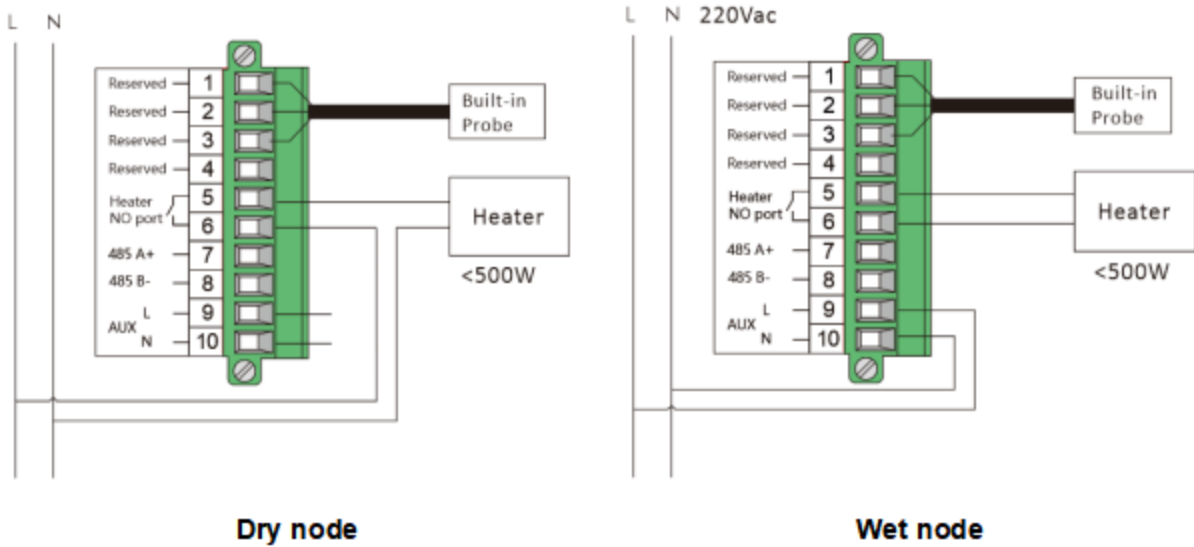 L N
Reserved 1
Reserved 2
Reserved 3
Reserved 4
Heater
NO port
5
6
485 A+ 7
485 B- 8
AUX
L 9
N 10
Built-in
Probe
Heater
<500W
Dry node
L N 220Vac
Reserved 1
Reserved 2
Reserved 3
Reserved 4
Heater
NO port
5
6
485 A+ 7
485 B- 8
AUX
L 9
N 10
Built-in
Probe
Heater
<500W
Wet node